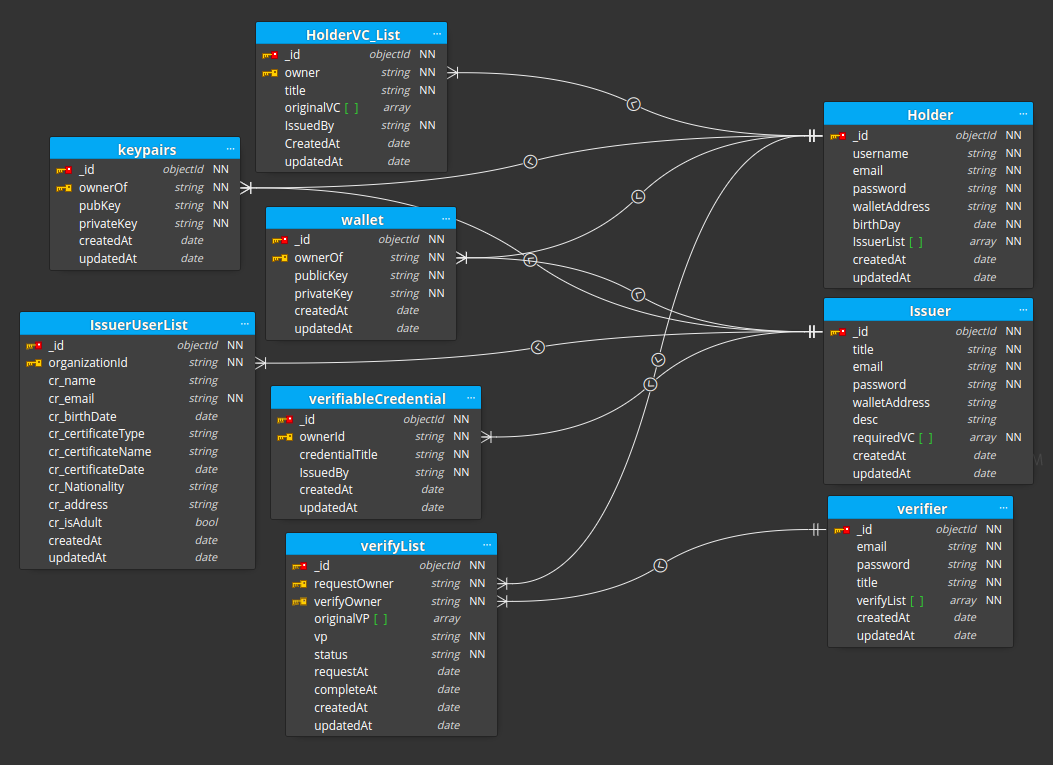 HolderVC_List ...
_id objectId NN
owner string NN
title string NN
originalVC [ ] array
IssuedBy string NN
CreatedAt date
updatedAt date
keypairs ...
_id objectId NN
ownerOf string NN
pubKey string NN
privateKey string NN
createdAt date
updatedAt date
wallet ...
_id objectId NN
ownerOf string NN
publicKey string NN
privateKey string NN
createdAt date
updatedAt date
IssuerUserList ...
_id objectId NN
organizationId string NN
cr_name string
cr_email string NN
cr_birthDate date
cr_certificateType string
cr_certificateName string
cr_certificateDate date
cr_Nationality string
cr_address string
cr_isAdult bool
createdAt date
updatedAt date
verifiableCredential ...
_id objectId NN
ownerId string NN
credentialTitle string NN
IssuedBy string NN
createdAt date
updatedAt date
verifyList ...
_id objectId NN
requestOwner string NN
verifyOwner string NN
originalVP [ ] array
vp string NN
status string NN
requestAt date
completeAt date
createdAt date
updatedAt date
Holder ...
_id objectId NN
username string NN
email string NN
password string NN
walletAddress string NN
birthDay date NN
IssuerList [ ] array NN
createdAt date
updatedAt date
Issuer ...
_id objectId NN
title string NN
email string NN
password string NN
walletAddress string
desc string
requiredVC [ ] array NN
createdAt date
updatedAt date
verifier ...
_id objectId NN
email string NN
password string NN
title string NN
verifyList [ ] array NN
createdAt date
updatedAt date